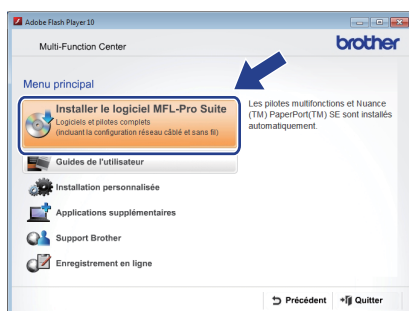 Adobe Flash Player 10
Multi-Function Center
brother
Menu principal
Installer le logiciel MFL-Pro Suite
Logiciels et pilotes complets
(incluant la configuration réseau câblé et sans fil)
Les pilotes multifonctions et Nuance
(TM) PaperPort(TM) SE sont installés
automatiquement.
Guides de l'utilisateur
Installation personnalisée
Applications supplémentaires
Support Brother
Enregistrement en ligne
Précédent
Quitter